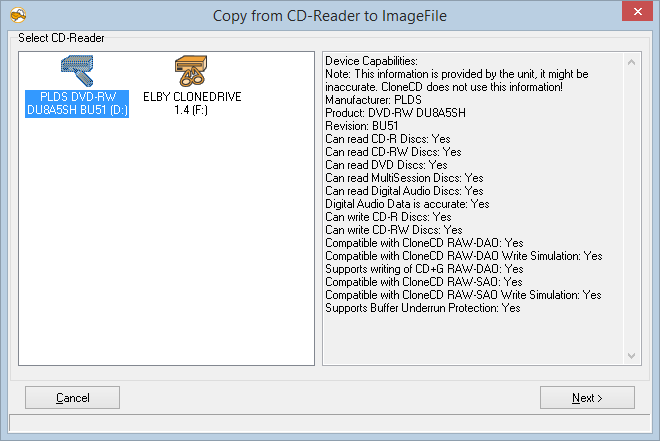 Copy from CD-Reader to ImageFile
Select CD-Reader
PLDS DVD-RW
DU8A5SH BU51 (D:)
ELBY CLONEDRIVE
1.4 (F:)
Device Capabilities:
Note: This information is provided by the unit, it might be
inaccurate. CloneCD does not use this information!
Manufacturer: PLDS
Product: DVD-RW DU8A5SH
Revision: BU51
Can read CD-R Discs: Yes
Can read CD-RW Discs: Yes
Can read DVD Discs: Yes
Can read MultiSession Discs: Yes
Can read Digital Audio Discs: Yes
Digital Audio Data is accurate: Yes
Can write CD-R Discs: Yes
Can write CD-RW Discs: Yes
Compatible with CloneCD RAW-DAO: Yes
Compatible with CloneCD RAW-DAO Write Simulation: Yes
Supports writing of CD+G RAW-DAO: Yes
Compatible with CloneCD RAW-SAO: Yes
Compatible with CloneCD RAW-SAO Write Simulation: Yes
Supports Buffer Underrun Protection: Yes
Cancel
Next >